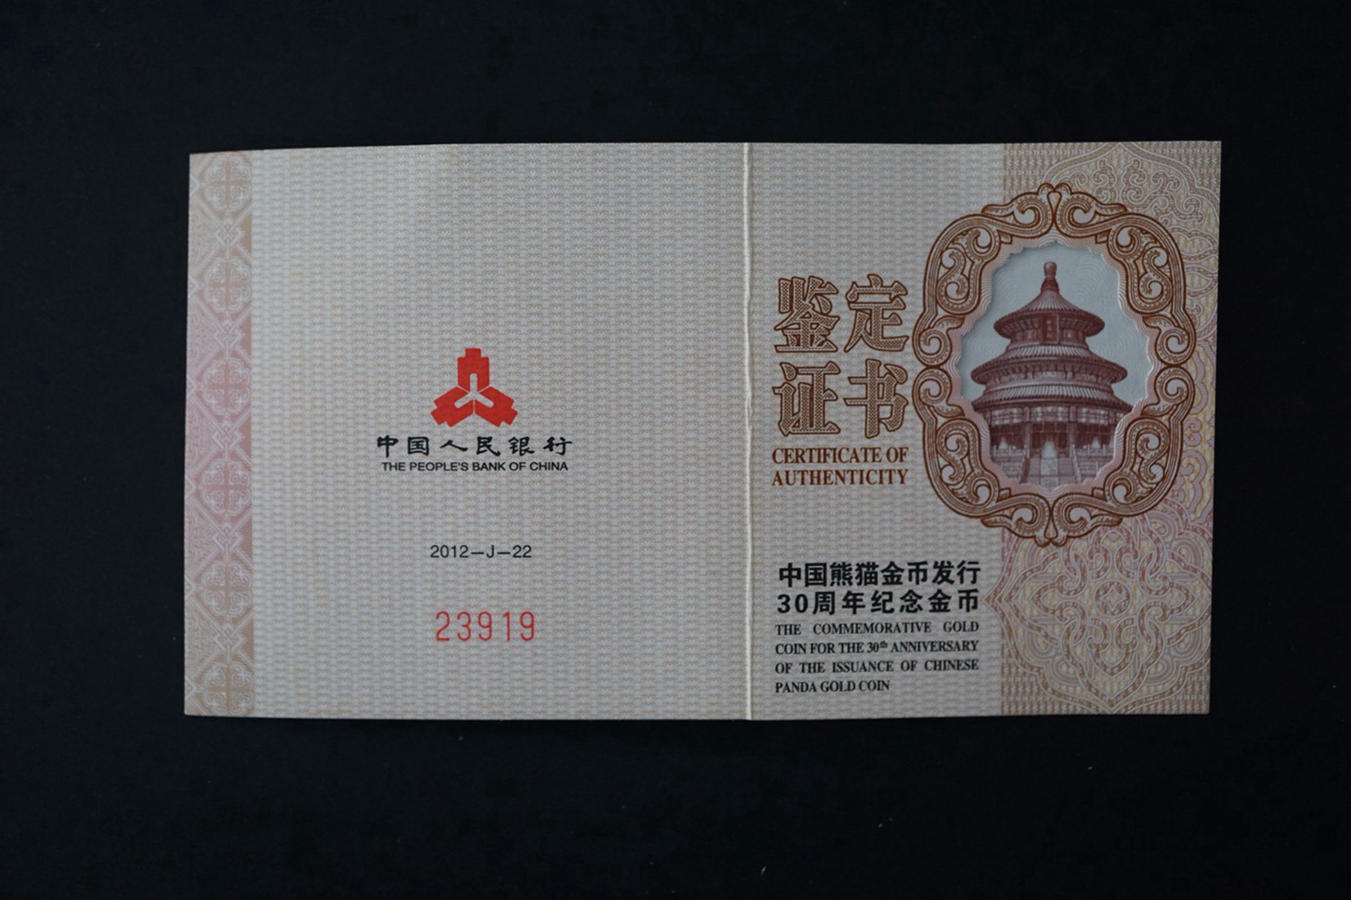 中国人民银行
THE PEOPLE'S BANK OF CHINA
2012-J-22
23919
鉴定
证书
CERTIFICATE OF
AUTHENTICITY
中国熊猫金币发行
30周年纪念金币
THE COMMEMORATIVE GOLD
COIN FOR THE 30th ANNIVERSARY
OF THE ISSUANCE OF CHINESE
PANDA GOLD COIN